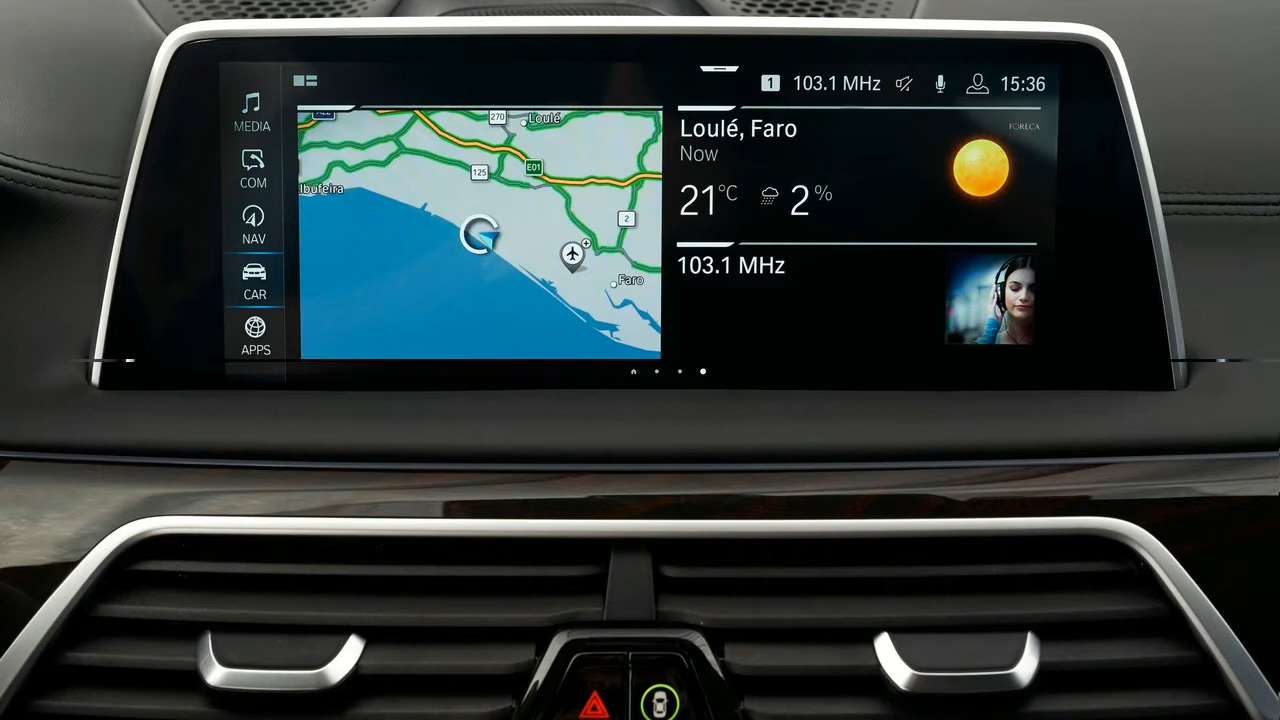 1 103.1 MHz 15:36
MEDIA
COM
NAV
CAR
APPS
270
Loulé
125
E01
lbufeira
2
Faro
Loulé, Faro
FORECA
Now
21°C 2%
103.1 MHz